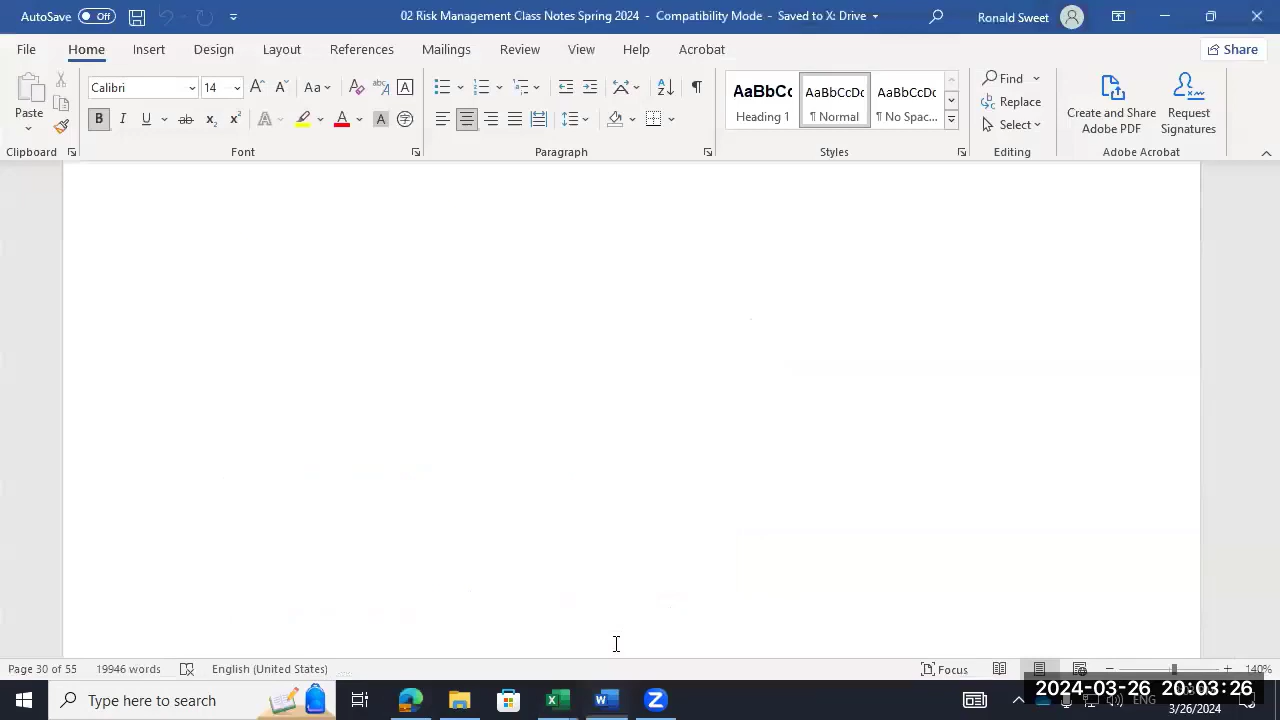 AutoSave Off 02 Risk Management Class Notes Spring 2024 - Compatibility Mode - Saved to X: Drive Ronald Sweet
File Home Insert Design Layout References Mailings Review View Help Acrobat Share
Paste Calibri 14 Aa AaBbCc AaBbCcDc AaBbCcDc Find
Heading 1 ¶ Normal ¶ No Spac... Replace
Select Create and Share Adobe PDF Request Signatures
Clipboard Font Paragraph Styles Editing Adobe Acrobat
Page 30 of 55 19946 words English (United States) Focus 140%
Type here to search ENG 2024-03-26 20:03:26
3/26/2024